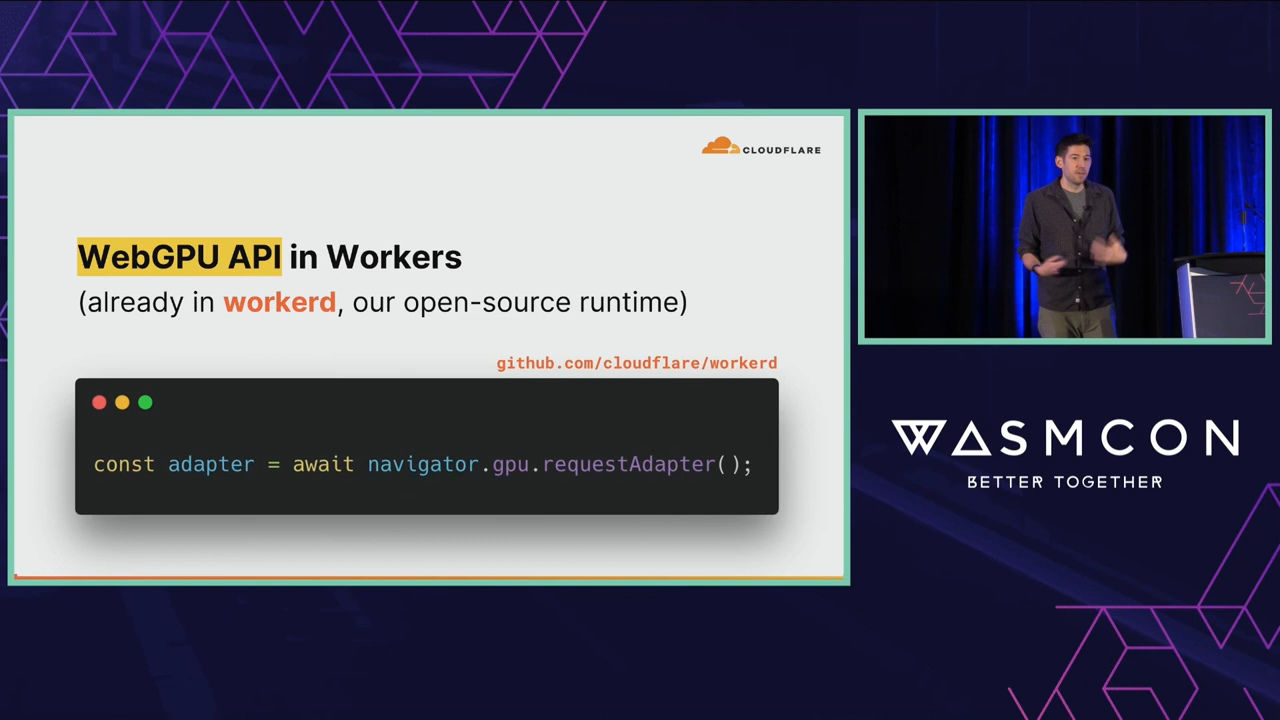 CLOUDFLARE
WebGPU API in Workers
(already in workerd, our open-source runtime)
github.com/cloudflare/workerd
const adapter = await navigator.gpu.requestAdapter();
WASMCON
BETTER TOGETHER